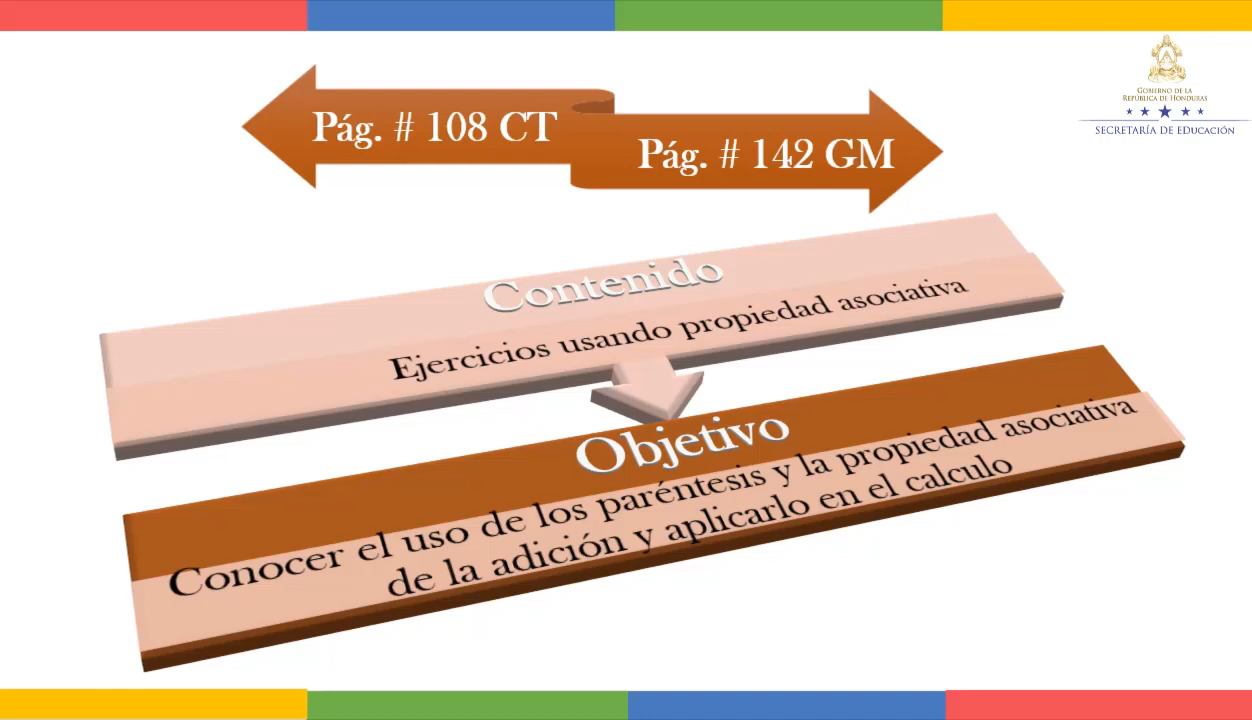 Pág. # 108 CT
Pág. # 142 GM
GOBIERNO DE LA
REPÚBLICA DE HONDURAS
SECRETARÍA DE EDUCACIÓN
Contenido
Ejercicios usando propiedad asociativa
Objetivo
Conocer el uso de los paréntesis y la propiedad asociativa
de la adición y aplicarlo en el calculo